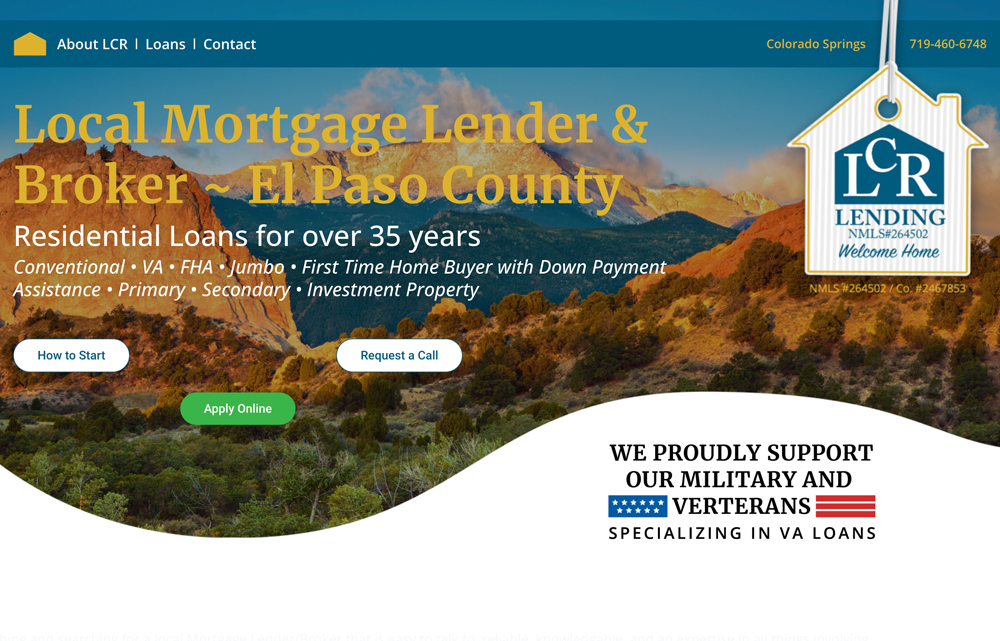 About LCR | Loans | Contact
Colorado Springs 719-460-6748
Local Mortgage Lender &
Broker ~ El Paso County
Residential Loans for over 35 years
Conventional • VA • FHA • Jumbo • First Time Home Buyer with Down Payment
Assistance • Primary • Secondary • Investment Property
LCR
LENDING
NMLS#264502
Welcome Home
NMLS #264502 / Co. #2467853
How to Start
Request a Call
Apply Online
WE PROUDLY SUPPORT
OUR MILITARY AND
VERTERANS
SPECIALIZING IN VA LOANS